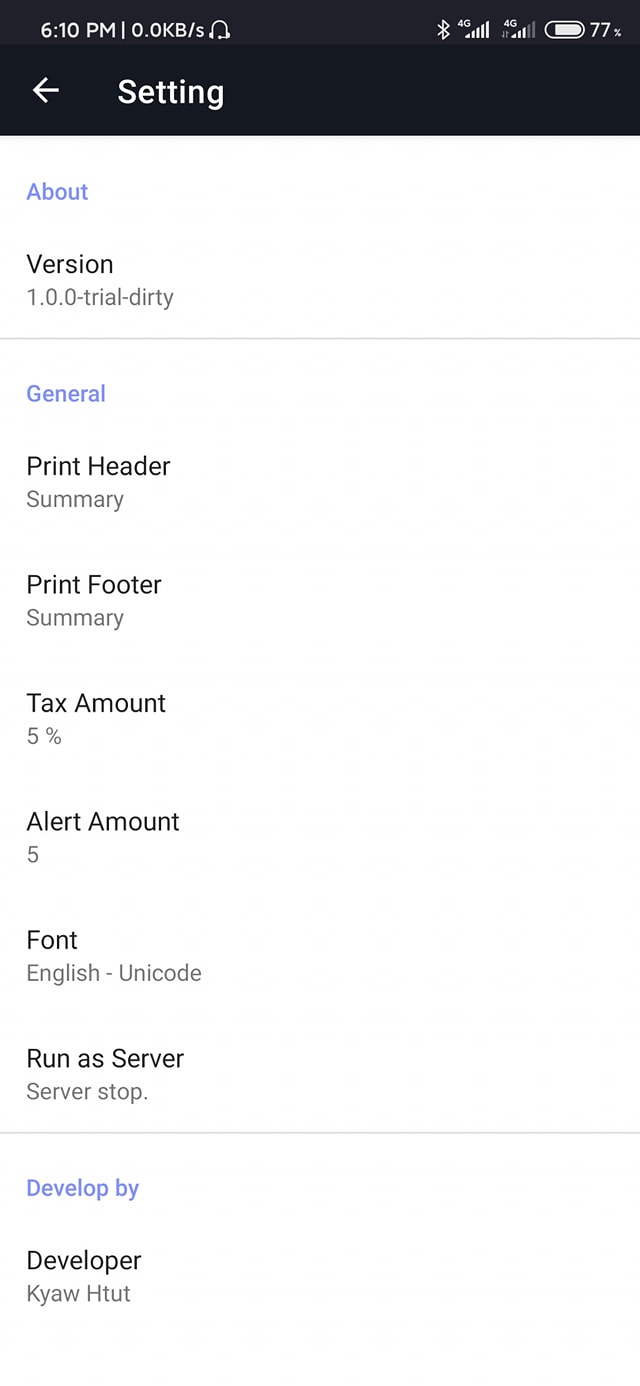 6:10 PM | 0.0KB/s
4G 4G 77%
Setting
About
Version
1.0.0-trial-dirty
General
Print Header
Summary
Print Footer
Summary
Tax Amount
5 %
Alert Amount
5
Font
English - Unicode
Run as Server
Server stop.
Develop by
Developer
Kyaw Htut